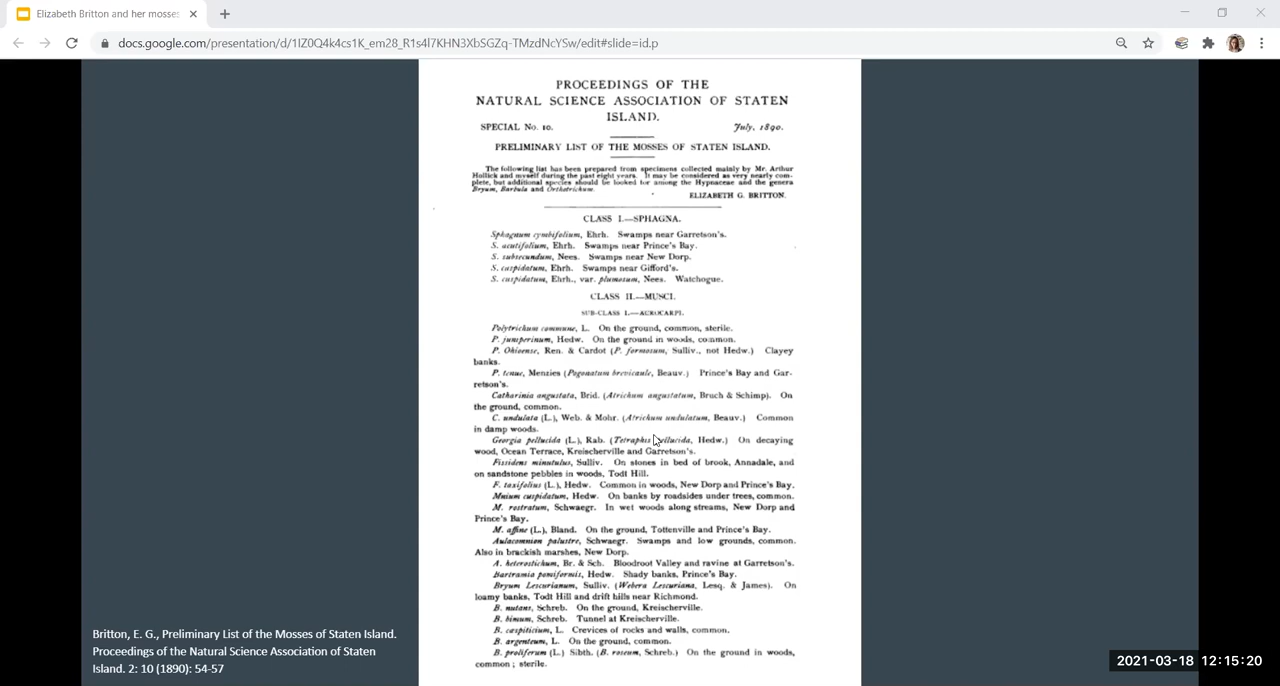 Elizabeth Britton and her mosses
docs.google.com/presentation/d/1IZ0Q4k4cs1K_em28_R1s4l7KHN3XbSGZq-TMzdNcYSw/edit#slide=id.p
PROCEEDINGS OF THE
NATURAL SCIENCE ASSOCIATION OF STATEN
ISLAND.
SPECIAL No. 10. July, 1890.
PRELIMINARY LIST OF THE MOSSES OF STATEN ISLAND.
The following list has been prepared from specimens collected mainly by Mr. Arthur
Hollick and myself during the past eight years. It may be considered as very nearly com-
plete, but additional species should be looked for among the Hypnaceae and the genera
Bryum, Barbula and Orthotrichum.
ELIZABETH G. BRITTON.
CLASS I.—SPHAGNA.
Sphagnum cymbifolium, Ehrh. Swamps near Garretson's.
S. acutifolium, Ehrh. Swamps near Prince's Bay.
S. subsecundum, Nees. Swamps near New Dorp.
S. cuspidatum, Ehrh. Swamps near Gifford's.
S. cuspidatum, Ehrh., var. plumosum, Nees. Watchogue.
CLASS II.—MUSCI.
SUB-CLASS I.—ACROCARPI.
Polytrichum commune, L. On the ground, common, sterile.
P. juniperinum, Hedw. On the ground in woods, common.
P. Ohioense, Ren. & Cardot (P. formosum, Sulliv., not Hedw.) Clayey
banks.
P. tenue, Menzies (Pogonatum brevicaule, Beauv.) Prince's Bay and Gar-
retson's.
Catharinia angustata, Brid. (Atrichum angustatum, Bruch & Schimp). On
the ground, common.
C. undulata (L.), Web. & Mohr. (Atrichum undulatum, Beauv.) Common
in damp woods.
Georgia pellucida (L.), Rab. (Tetraphis pellucida, Hedw.) On decaying
wood, Ocean Terrace, Kreischerville and Garretson's.
Fissidens minutulus, Sulliv. On stones in bed of brook, Annadale, and
on sandstone pebbles in woods, Todt Hill.
F. taxifolius (L.), Hedw. Common in woods, New Dorp and Prince's Bay.
Mnium cuspidatum, Hedw. On banks by roadsides under trees, common.
M. rostratum, Schwaegr. In wet woods along streams, New Dorp and
Prince's Bay.
M. affine (L.), Bland. On the ground, Tottenville and Prince's Bay.
Aulacomnion palustre, Schwaegr. Swamps and low grounds, common.
Also in brackish marshes, New Dorp.
A. heterostichum, Br. & Sch. Bloodroot Valley and ravine at Garretson's.
Bartramia pomiformis, Hedw. Shady banks, Prince's Bay.
Bryum Lescurianum, Sulliv. (Webera Lescuriana, Lesq. & James). On
loamy banks, Todt Hill and drift hills near Richmond.
B. nutans, Schreb. On the ground, Kreischerville.
B. bimum, Schreb. Tunnel at Kreischerville.
B. caespiticium, L. Crevices of rocks and walls, common.
B. argenteum, L. On the ground, common.
B. proliferum (L.) Sibth. (B. roseum, Schreb.) On the ground in woods,
common ; sterile.
Britton, E. G., Preliminary List of the Mosses of Staten Island.
Proceedings of the Natural Science Association of Staten
Island. 2: 10 (1890): 54-57
2021-03-18 12:15:20